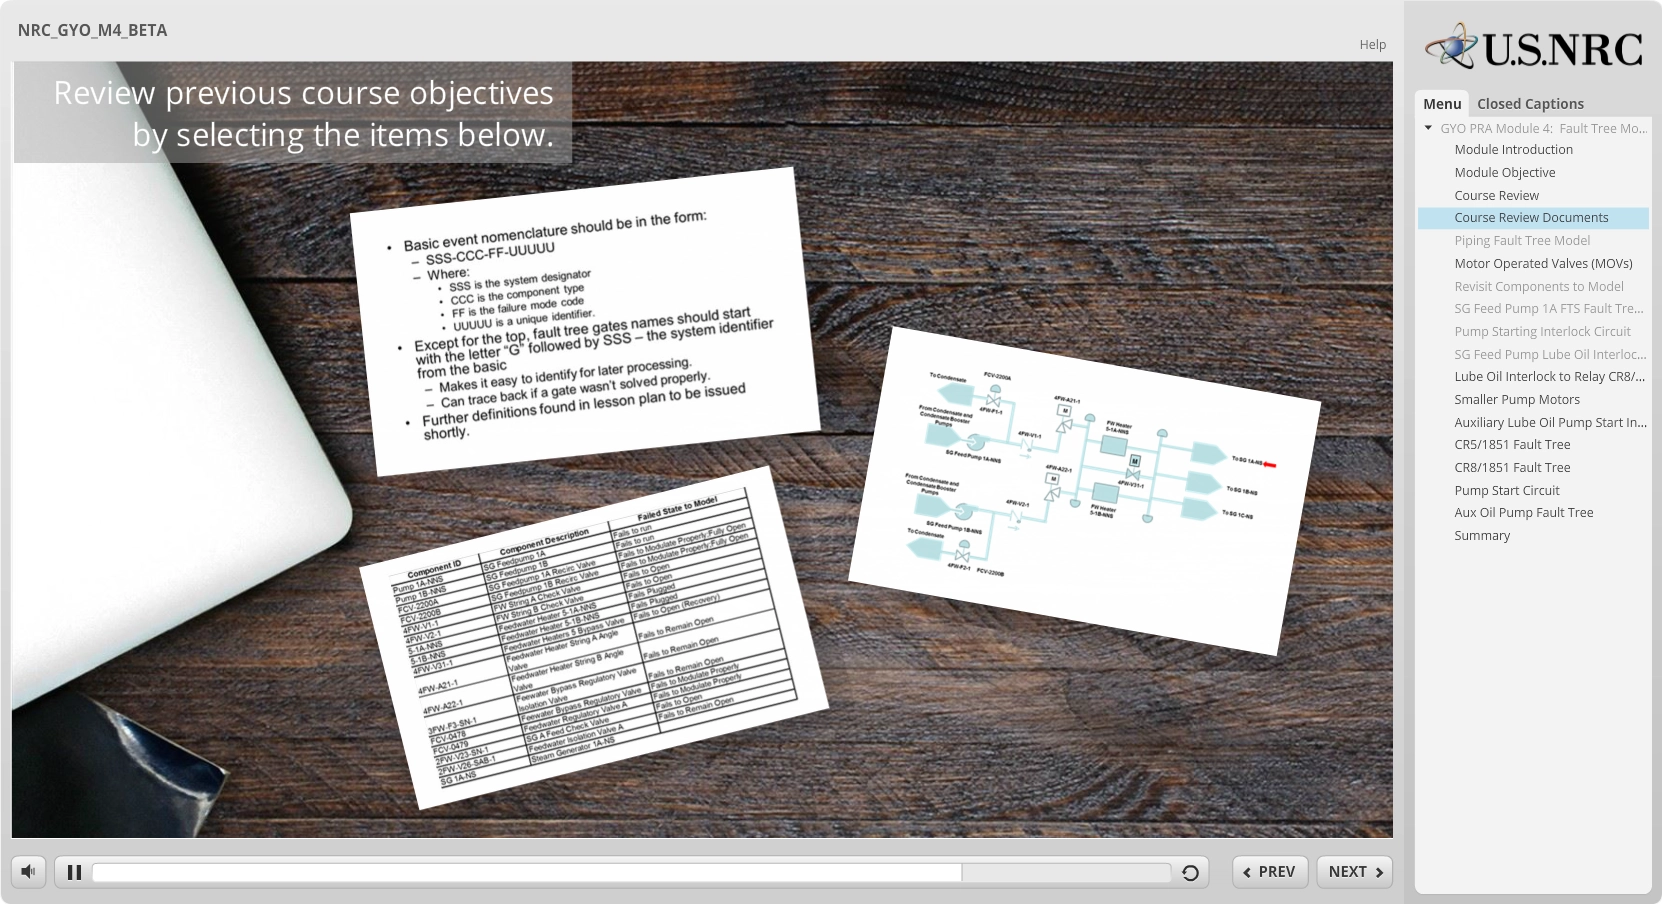 NRC_GYO_M4_BETA
Help
U.S.NRC
Review previous course objectives
by selecting the items below.
• Basic event nomenclature should be in the form:
– SSS-CCC-FF-UUUUU
– Where:
• SSS is the system designator
• CCC is the component type
• FF is the failure mode code
• UUUUU is a unique identifier.
• Except for the top, fault tree gates names should start
with the letter “G” followed by SSS – the system identifier
from the basic
– Makes it easy to identify for later processing.
– Can trace back if a gate wasn’t solved properly.
• Further definitions found in lesson plan to be issued
shortly.
To Condensate
FCV-2200A
4FW-P1-1
From Condensate and
Condensate Booster
Pumps
SG Feed Pump 1A-NNS
4FW-V1-1
4FW-A21-1
M
FW Heater
5-1A-NNS
M
4FW-V31-1
To SG 1A-NS
To SG 1B-NS
To SG 1C-NS
From Condensate and
Condensate Booster
Pumps
SG Feed Pump 1B-NNS
4FW-V2-1
4FW-A22-1
M
FW Heater
5-1B-NNS
To Condensate
4FW-P2-1
FCV-2200B
Component ID Component Description Failed State to Model
Pump 1A-NNS SG Feedpump 1A Fails to run
Pump 1B-NNS SG Feedpump 1B Fails to run
FCV-2200A SG Feedpump 1A Recirc Valve Fails to Modulate Properly:Fully Open
FCV-2200B SG Feedpump 1B Recirc Valve Fails to Modulate Properly:Fully Open
4FW-V1-1 FW String A Check Valve Fails to Open
4FW-V2-1 FW String B Check Valve Fails to Open
5-1A-NNS Feedwater Heater 5-1A-NNS Fails Plugged
5-1B-NNS Feedwater Heater 5-1B-NNS Fails Plugged
4FW-V31-1 Feedwater Heaters 5 Bypass Valve Fails to Open (Recovery)
4FW-A21-1 Feedwater Heater String A Angle
Valve Fails to Remain Open
4FW-A22-1 Feedwater Heater String B Angle
Valve Fails to Remain Open
3FW-F3-SN-1 Feewater Bypass Regulatory Valve
Isolation Valve Fails to Remain Open
FCV-0478 Feewater Bypass Regulatory Valve Fails to Modulate Properly
FCV-0479 Feedwater Regulatory Valve A Fails to Modulate Properly
2FW-V23-SN-1 SG A Feed Check Valve Fails to Open
2FW-V26-SAB-1 Feedwater Isolation Valve A Fails to Remain Open
SG 1A-NS Steam Generator 1A-NS
Menu Closed Captions
GYO PRA Module 4: Fault Tree Mo...
Module Introduction
Module Objective
Course Review
Course Review Documents
Piping Fault Tree Model
Motor Operated Valves (MOVs)
Revisit Components to Model
SG Feed Pump 1A FTS Fault Tre...
Pump Starting Interlock Circuit
SG Feed Pump Lube Oil Interloc...
Lube Oil Interlock to Relay CR8/...
Smaller Pump Motors
Auxiliary Lube Oil Pump Start In...
CR5/1851 Fault Tree
CR8/1851 Fault Tree
Pump Start Circuit
Aux Oil Pump Fault Tree
Summary
PREV
NEXT